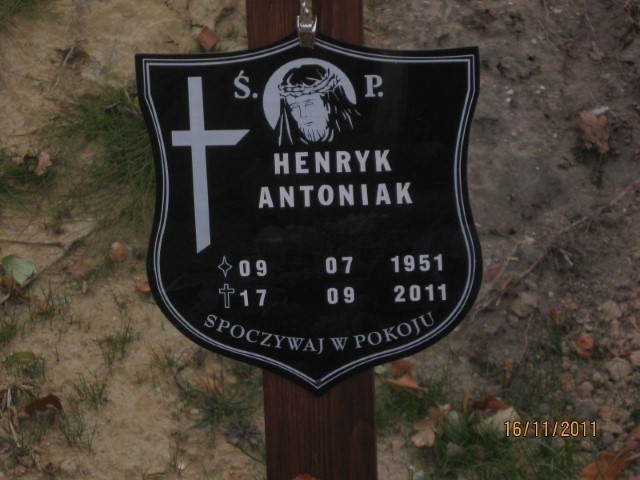 Ś. P.
HENRYK
ANTONIAK
09 07 1951
17 09 2011
SPOCZYWAJ W POKOJU
16/11/2011